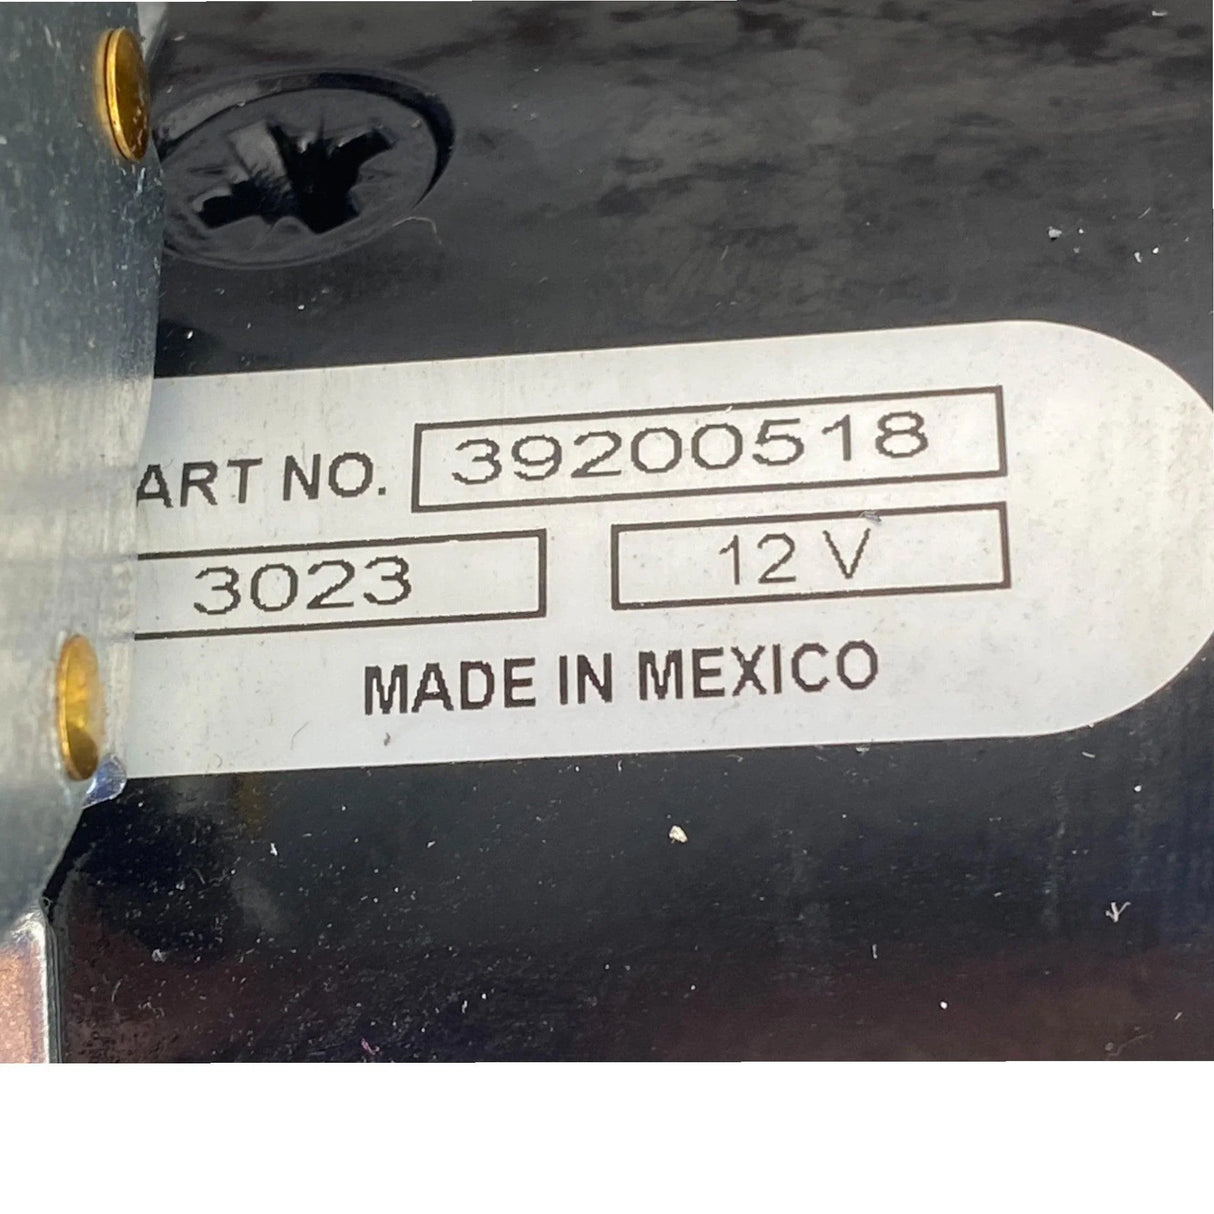 ART NO. 39200518
3023 12 V
MADE IN MEXICO